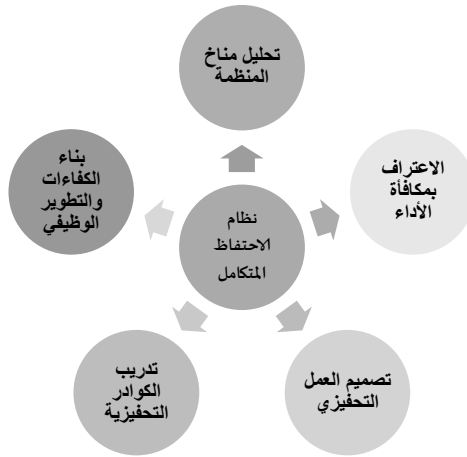 تحليل مناخ
المنظمة
الاعتراف
بمكافأة
الأداء
تصميم العمل
التحفيزي
تدريب
الكوادر
التحفيزية
بناء
الكفاءات
والتطوير
الوظيفي
نظام
الاحتفاظ
المتكامل